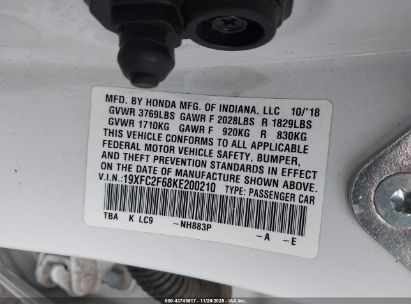 MFD. BY HONDA MFG. OF INDIANA, LLC 10/'18
GVWR 3769LBS GAWR F 2028LBS R 1829LBS
GVWR 1710KG GAWR F 920KG R 830KG
THIS VEHICLE CONFORMS TO ALL APPLICABLE
FEDERAL MOTOR VEHICLE SAFETY, BUMPER,
AND THEFT PREVENTION STANDARDS IN
EFFECT ON THE DATE OF MANUFACTURE SHOWN ABOVE.
V.I.N.: 19XFC2F68KE200210 TYPE: PASSENGER CAR
TBA K LC9 -NH883P -A -E